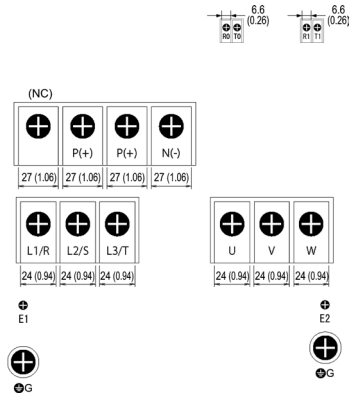 6.6 6.6
(0.26) (0.26)
R0 T0 R1 T1
(NC)
P(+) P(+) N(-)
27 (1.06) 27 (1.06) 27 (1.06) 27 (1.06)
L1/R L2/S L3/T U V W
24 (0.94) 24 (0.94) 24 (0.94) 24 (0.94) 24 (0.94) 24 (0.94)
E1 E2
G
G